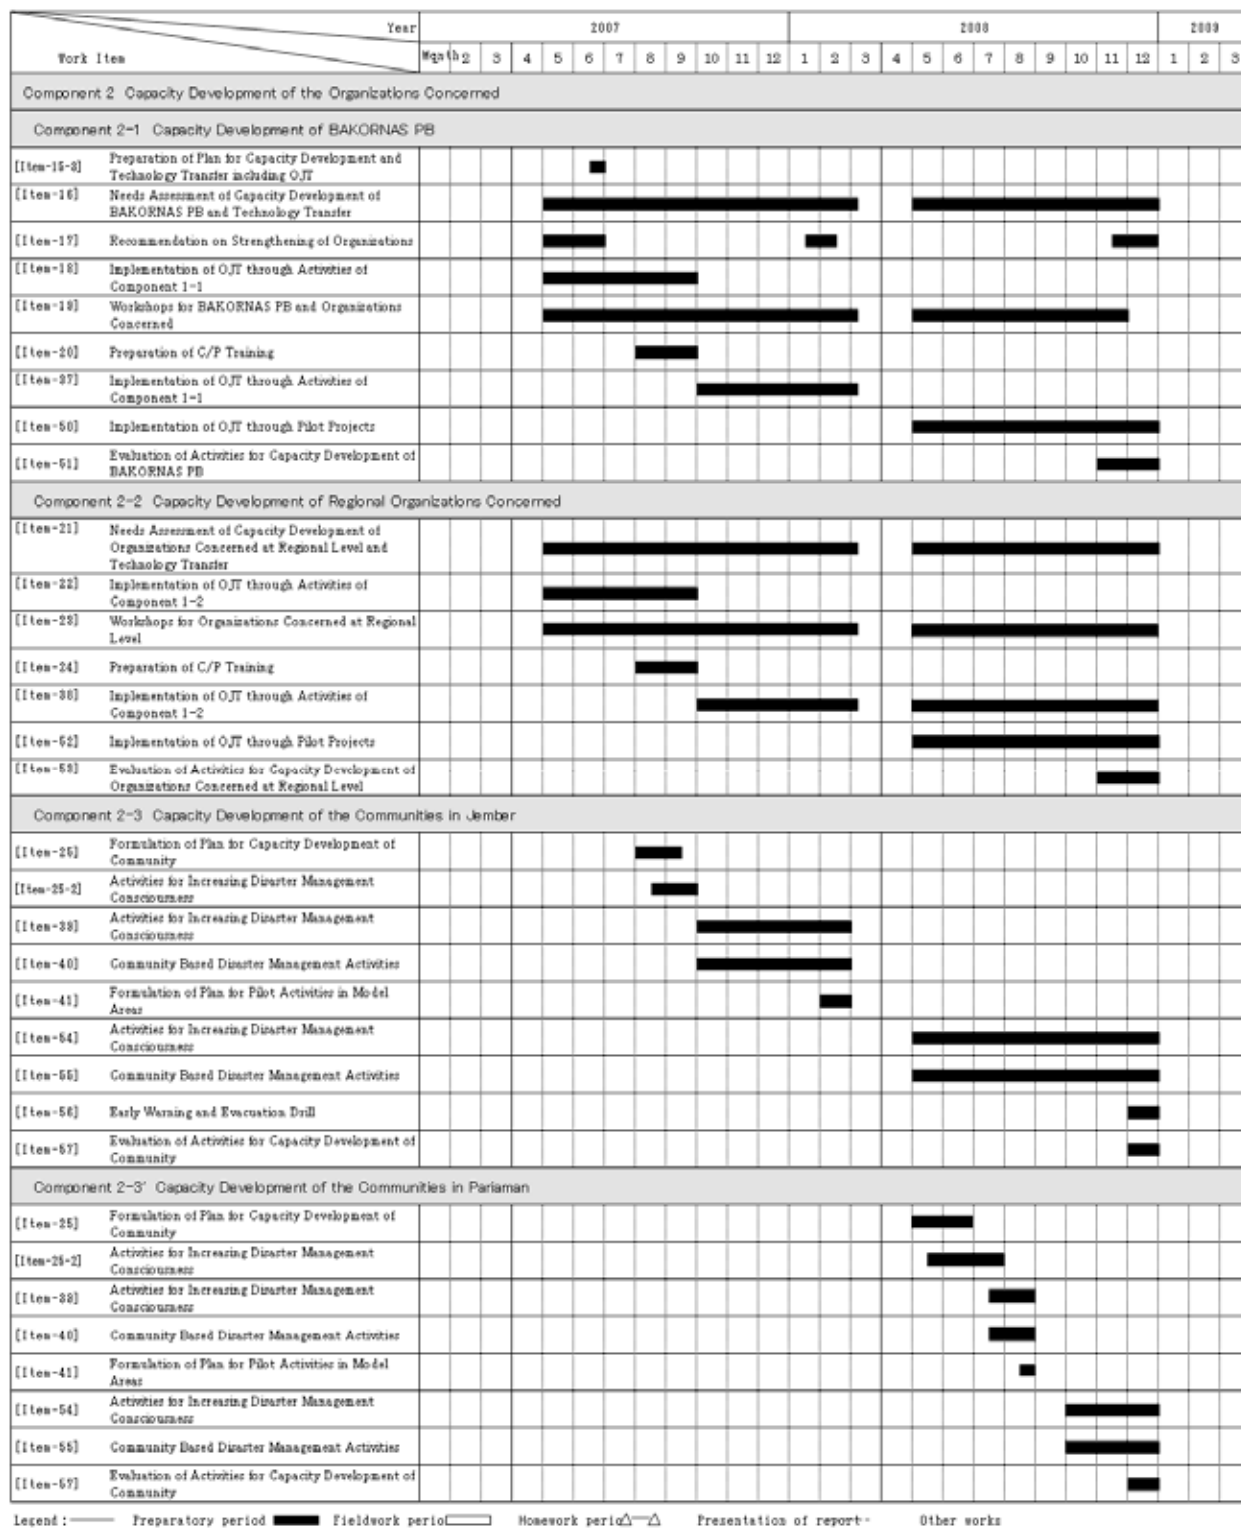 Year 2007 2008 2009
Work Item Month 2 3 4 5 6 7 8 9 10 11 12 1 2 3 4 5 6 7 8 9 10 11 12 1 2 3
Component 2 Capacity Development of the Organizations Concerned
Component 2-1 Capacity Development of BAKORNAS PB
[Item-15-3] Preparation of Plan for Capacity Development and
Technology Transfer including OJT
[Item-16] Needs Assessment of Capacity Development of
BAKORNAS PB and Technology Transfer
[Item-17] Recommendation on Strengthening of Organizations
[Item-18] Implementation of OJT through Activities of
Component 1-1
[Item-19] Workshops for BAKORNAS PB and Organizations
Concerned
[Item-20] Preparation of C/P Training
[Item-37] Implementation of OJT through Activities of
Component 1-1
[Item-50] Implementation of OJT through Pilot Projects
[Item-51] Evaluation of Activities for Capacity Development of
BAKORNAS PB
Component 2-2 Capacity Development of Regional Organizations Concerned
[Item-21] Needs Assessment of Capacity Development of
Organizations Concerned at Regional Level and
Technology Transfer
[Item-22] Implementation of OJT through Activities of
Component 1-2
[Item-23] Workshops for Organizations Concerned at Regional
Level
[Item-24] Preparation of C/P Training
[Item-38] Implementation of OJT through Activities of
Component 1-2
[Item-52] Implementation of OJT through Pilot Projects
[Item-53] Evaluation of Activities for Capacity Development of
Organizations Concerned at Regional Level
Component 2-3 Capacity Development of the Communities in Jember
[Item-25] Formulation of Plan for Capacity Development of
Community
[Item-25-2] Activities for Increasing Disaster Management
Consciousness
[Item-39] Activities for Increasing Disaster Management
Consciousness
[Item-40] Community Based Disaster Management Activities
[Item-41] Formulation of Plan for Pilot Activities in Model
Areas
[Item-54] Activities for Increasing Disaster Management
Consciousness
[Item-55] Community Based Disaster Management Activities
[Item-56] Early Warning and Evacuation Drill
[Item-57] Evaluation of Activities for Capacity Development of
Community
Component 2-3' Capacity Development of the Communities in Pariaman
[Item-25] Formulation of Plan for Capacity Development of
Community
[Item-25-2] Activities for Increasing Disaster Management
Consciousness
[Item-39] Activities for Increasing Disaster Management
Consciousness
[Item-40] Community Based Disaster Management Activities
[Item-41] Formulation of Plan for Pilot Activities in Model
Areas
[Item-54] Activities for Increasing Disaster Management
Consciousness
[Item-55] Community Based Disaster Management Activities
[Item-57] Evaluation of Activities for Capacity Development of
Community
Legend: Preparatory period Fieldwork perio Homework perio Presentation of report Other works